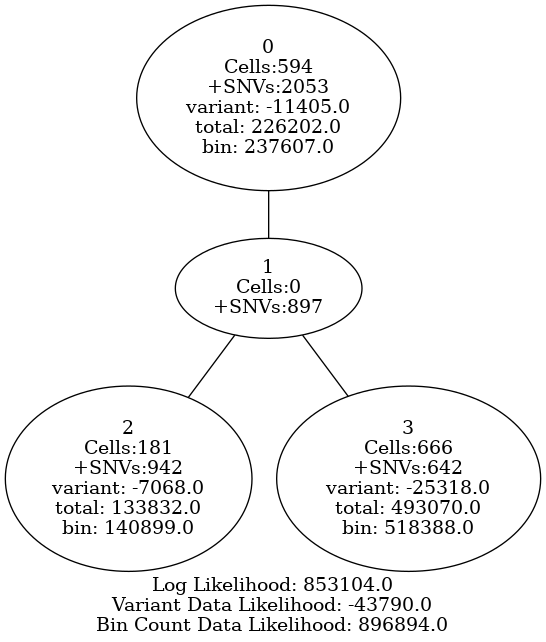 0
Cells:594
+SNVs:2053
variant: -11405.0
total: 226202.0
bin: 237607.0
1
Cells:0
+SNVs:897
2
Cells:181
+SNVs:942
variant: -7068.0
total: 133832.0
bin: 140899.0
3
Cells:666
+SNVs:642
variant: -25318.0
total: 493070.0
bin: 518388.0
Log Likelihood: 853104.0
Variant Data Likelihood: -43790.0
Bin Count Data Likelihood: 896894.0